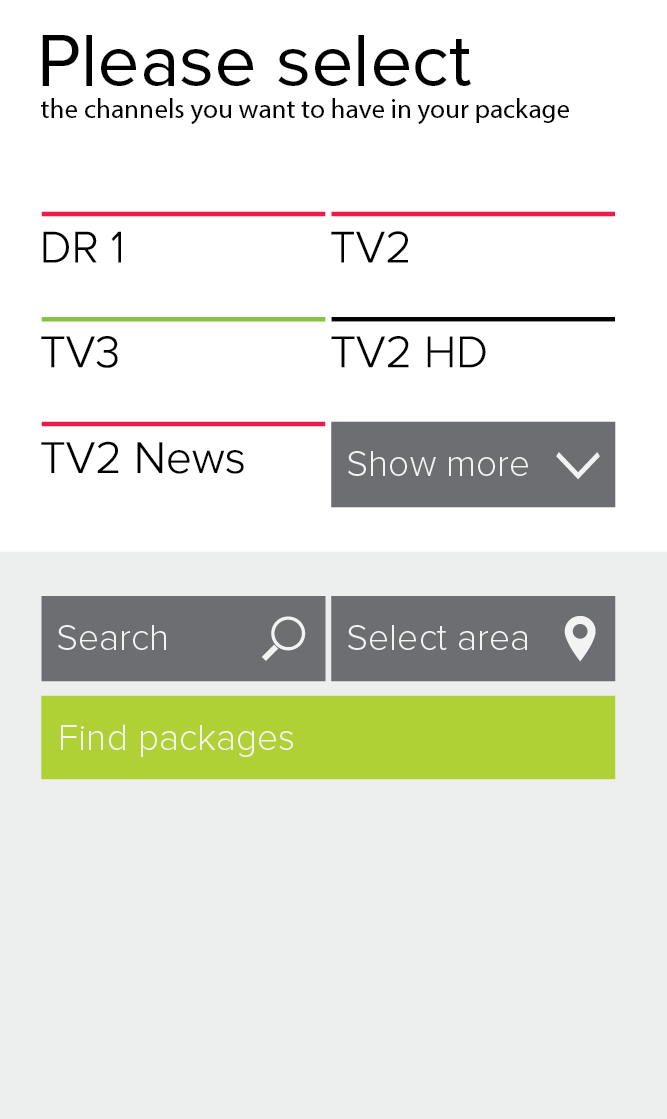 Please select
the channels you want to have in your package
DR 1
TV2
TV3
TV2 HD
TV2 News
Show more
Search
Select area
Find packages